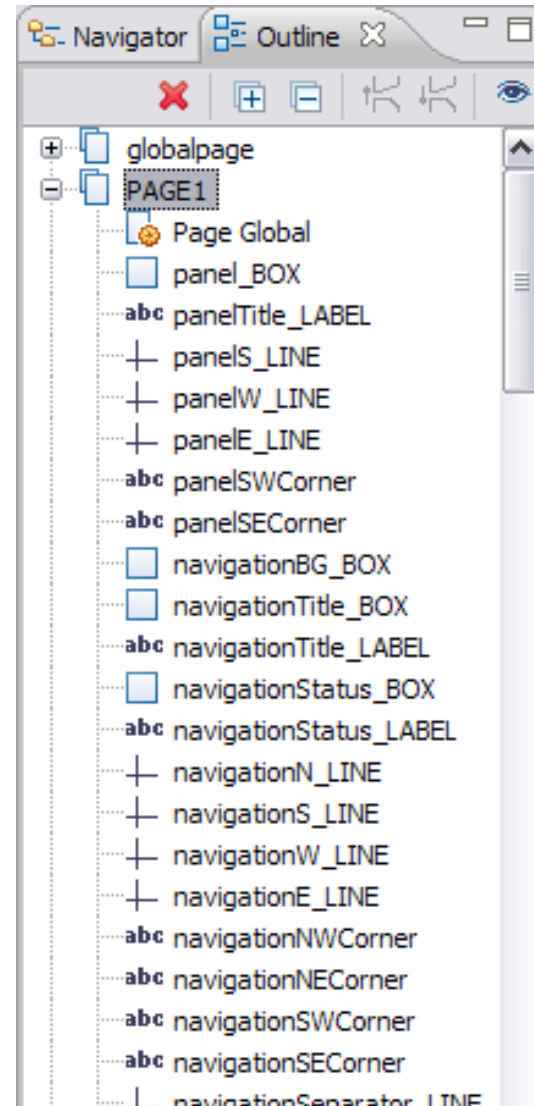 Navigator Outline
globalpage
PAGE1
Page Global
panel_BOX
abc panelTitle_LABEL
panelS_LINE
panelW_LINE
panelE_LINE
abc panelSWCorner
abc panelSECorner
navigationBG_BOX
navigationTitle_BOX
abc navigationTitle_LABEL
navigationStatus_BOX
abc navigationStatus_LABEL
navigationN_LINE
navigationS_LINE
navigationW_LINE
navigationE_LINE
abc navigationNWCorner
abc navigationNECorner
abc navigationSWCorner
abc navigationSECorner
navigationSeparator_LINE